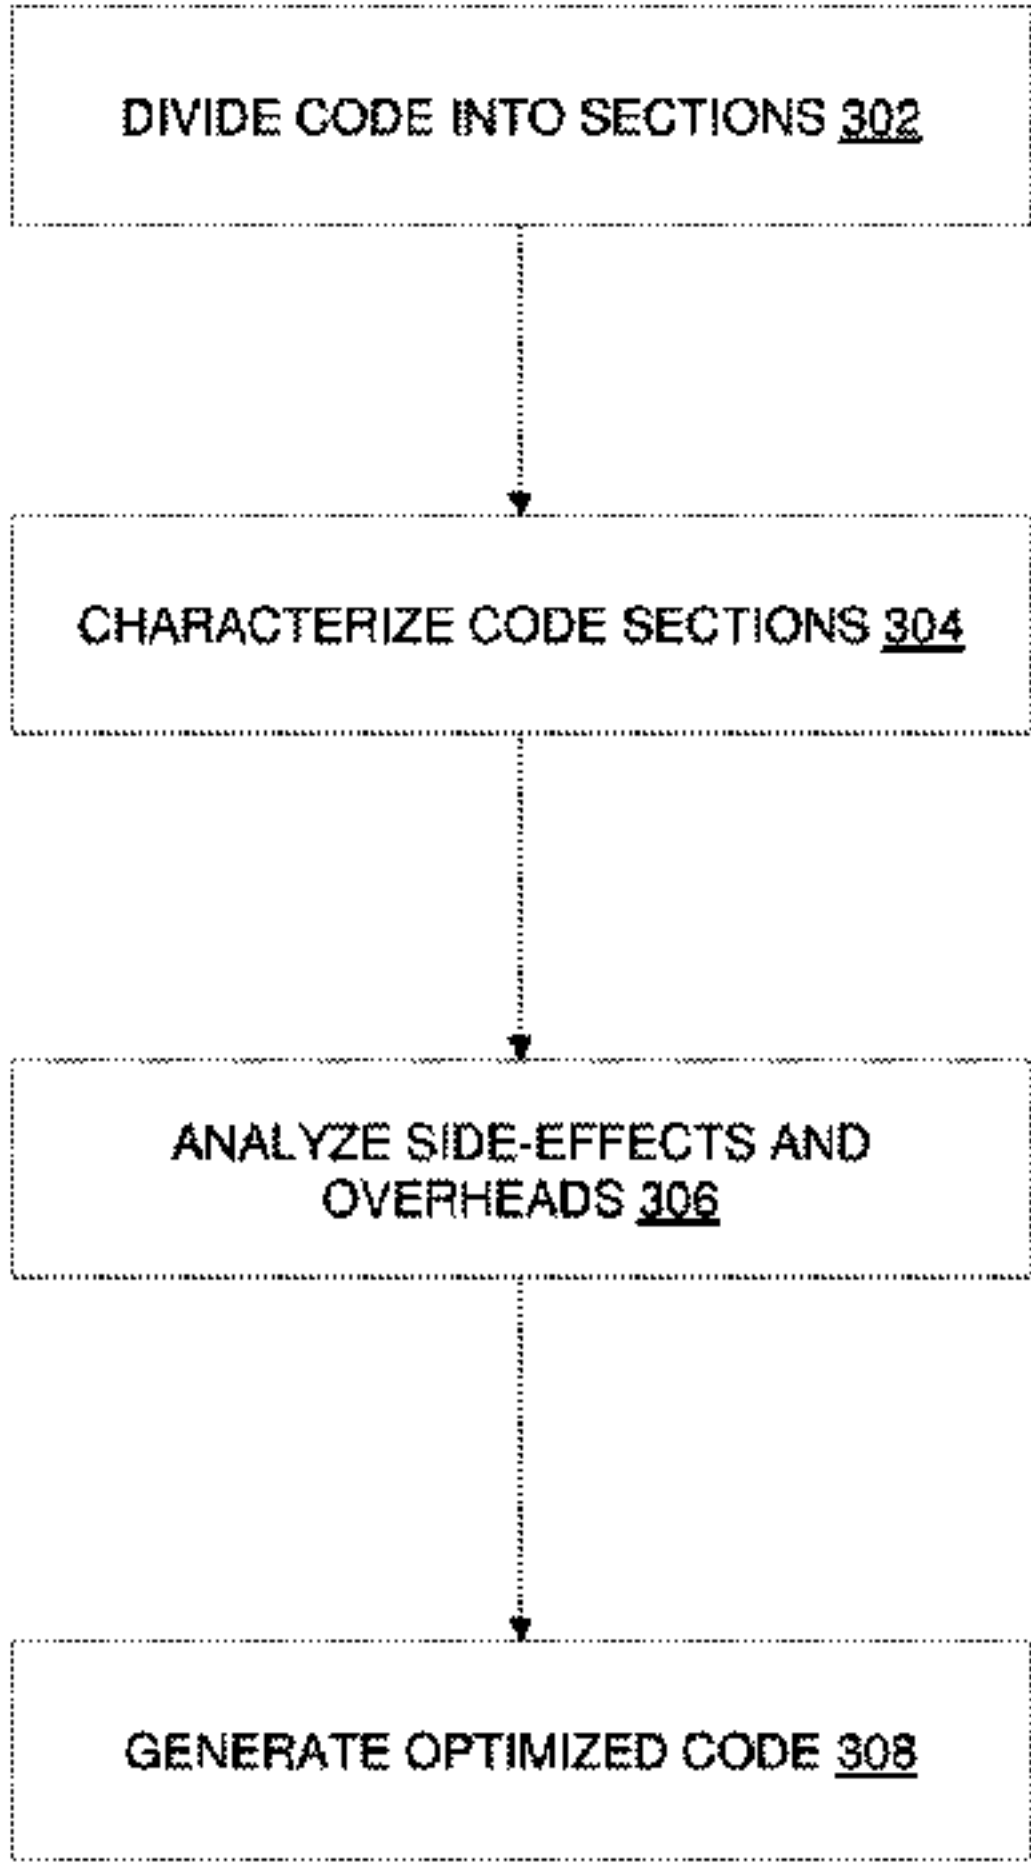 DIVIDE CODE INTO SECTIONS 302
CHARACTERIZE CODE SECTIONS 304
ANALYZE SIDE-EFFECTS AND
OVERHEADS 306
GENERATE OPTIMIZED CODE 308